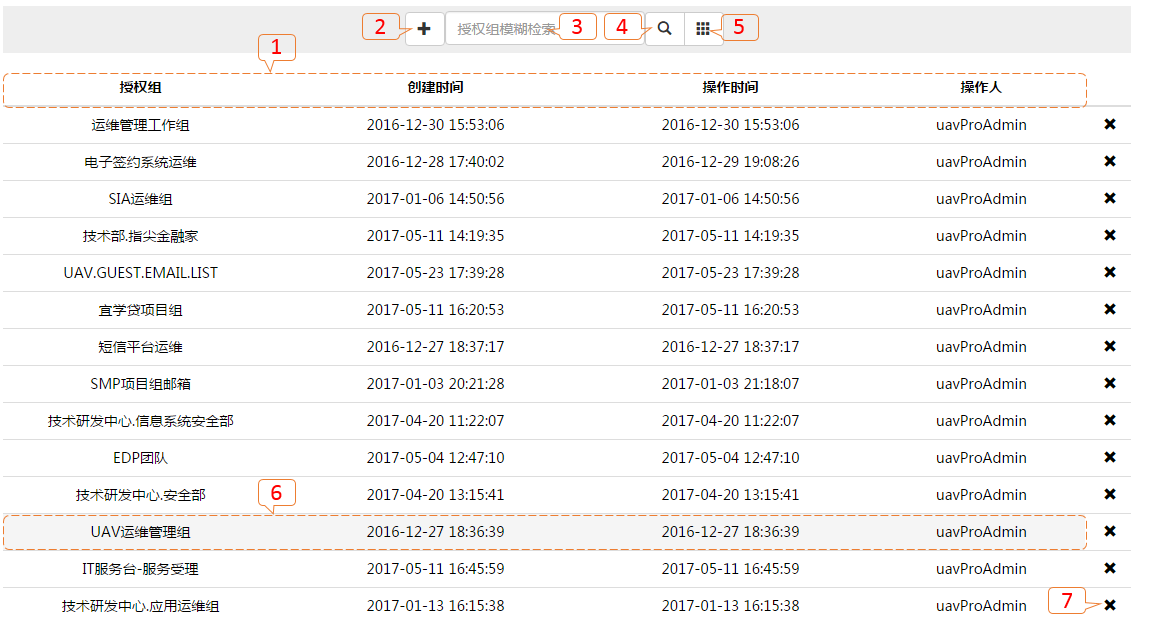 2 授权组模糊检索 3 4 5
1
授权组 创建时间 操作时间 操作人
运维管理工作组 2016-12-30 15:53:06 2016-12-30 15:53:06 uavProAdmin
电子签约系统运维 2016-12-28 17:40:02 2016-12-29 19:08:26 uavProAdmin
SIA运维组 2017-01-06 14:50:56 2017-01-06 14:50:56 uavProAdmin
技术部.指尖金融家 2017-05-11 14:19:35 2017-05-11 14:19:35 uavProAdmin
UAV.GUEST.EMAIL.LIST 2017-05-23 17:39:28 2017-05-23 17:39:28 uavProAdmin
宜学贷项目组 2017-05-11 16:20:53 2017-05-11 16:20:53 uavProAdmin
短信平台运维 2016-12-27 18:37:17 2016-12-27 18:37:17 uavProAdmin
SMP项目组邮箱 2017-01-03 20:21:28 2017-01-03 21:18:07 uavProAdmin
技术研发中心.信息系统安全部 2017-04-20 11:22:07 2017-04-20 11:22:07 uavProAdmin
EDP团队 2017-05-04 12:47:10 2017-05-04 12:47:10 uavProAdmin
技术研发中心.安全部 2017-04-20 13:15:41 2017-04-20 13:15:41 uavProAdmin
6
UAV运维管理组 2016-12-27 18:36:39 2016-12-27 18:36:39 uavProAdmin
IT服务台-服务受理 2017-05-11 16:45:59 2017-05-11 16:45:59 uavProAdmin
技术研发中心.应用运维组 2017-01-13 16:15:38 2017-01-13 16:15:38 uavProAdmin 7